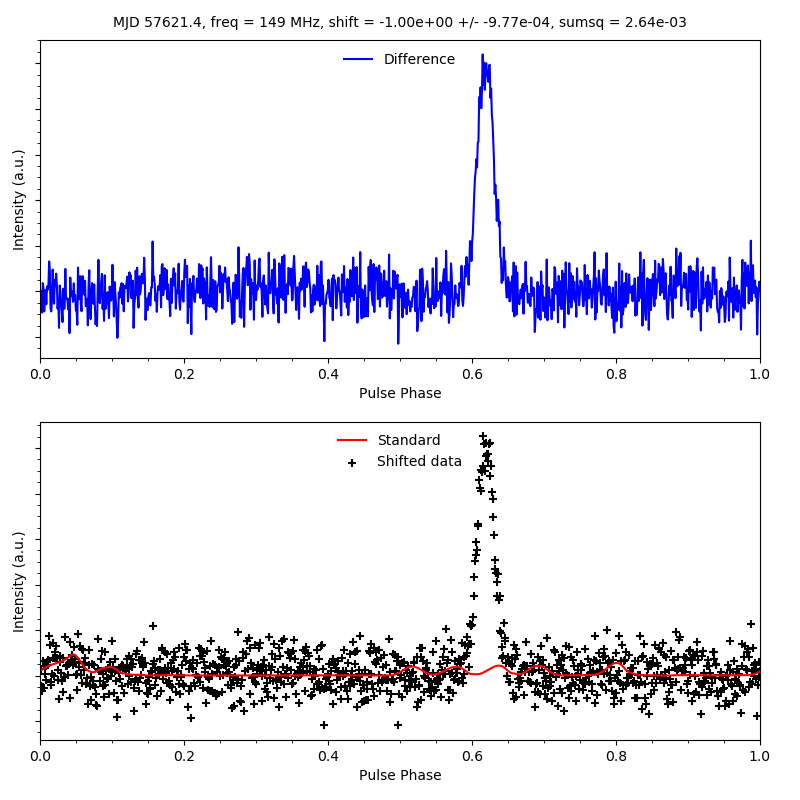 MJD 57621.4, freq = 149 MHz, shift = -1.00e+00 +/- -9.77e-04, sumsq = 2.64e-03
Difference
Intensity (a.u.)
0.0 0.2 0.4 0.6 0.8 1.0
Pulse Phase
Standard
Shifted data
Intensity (a.u.)
0.0 0.2 0.4 0.6 0.8 1.0
Pulse Phase